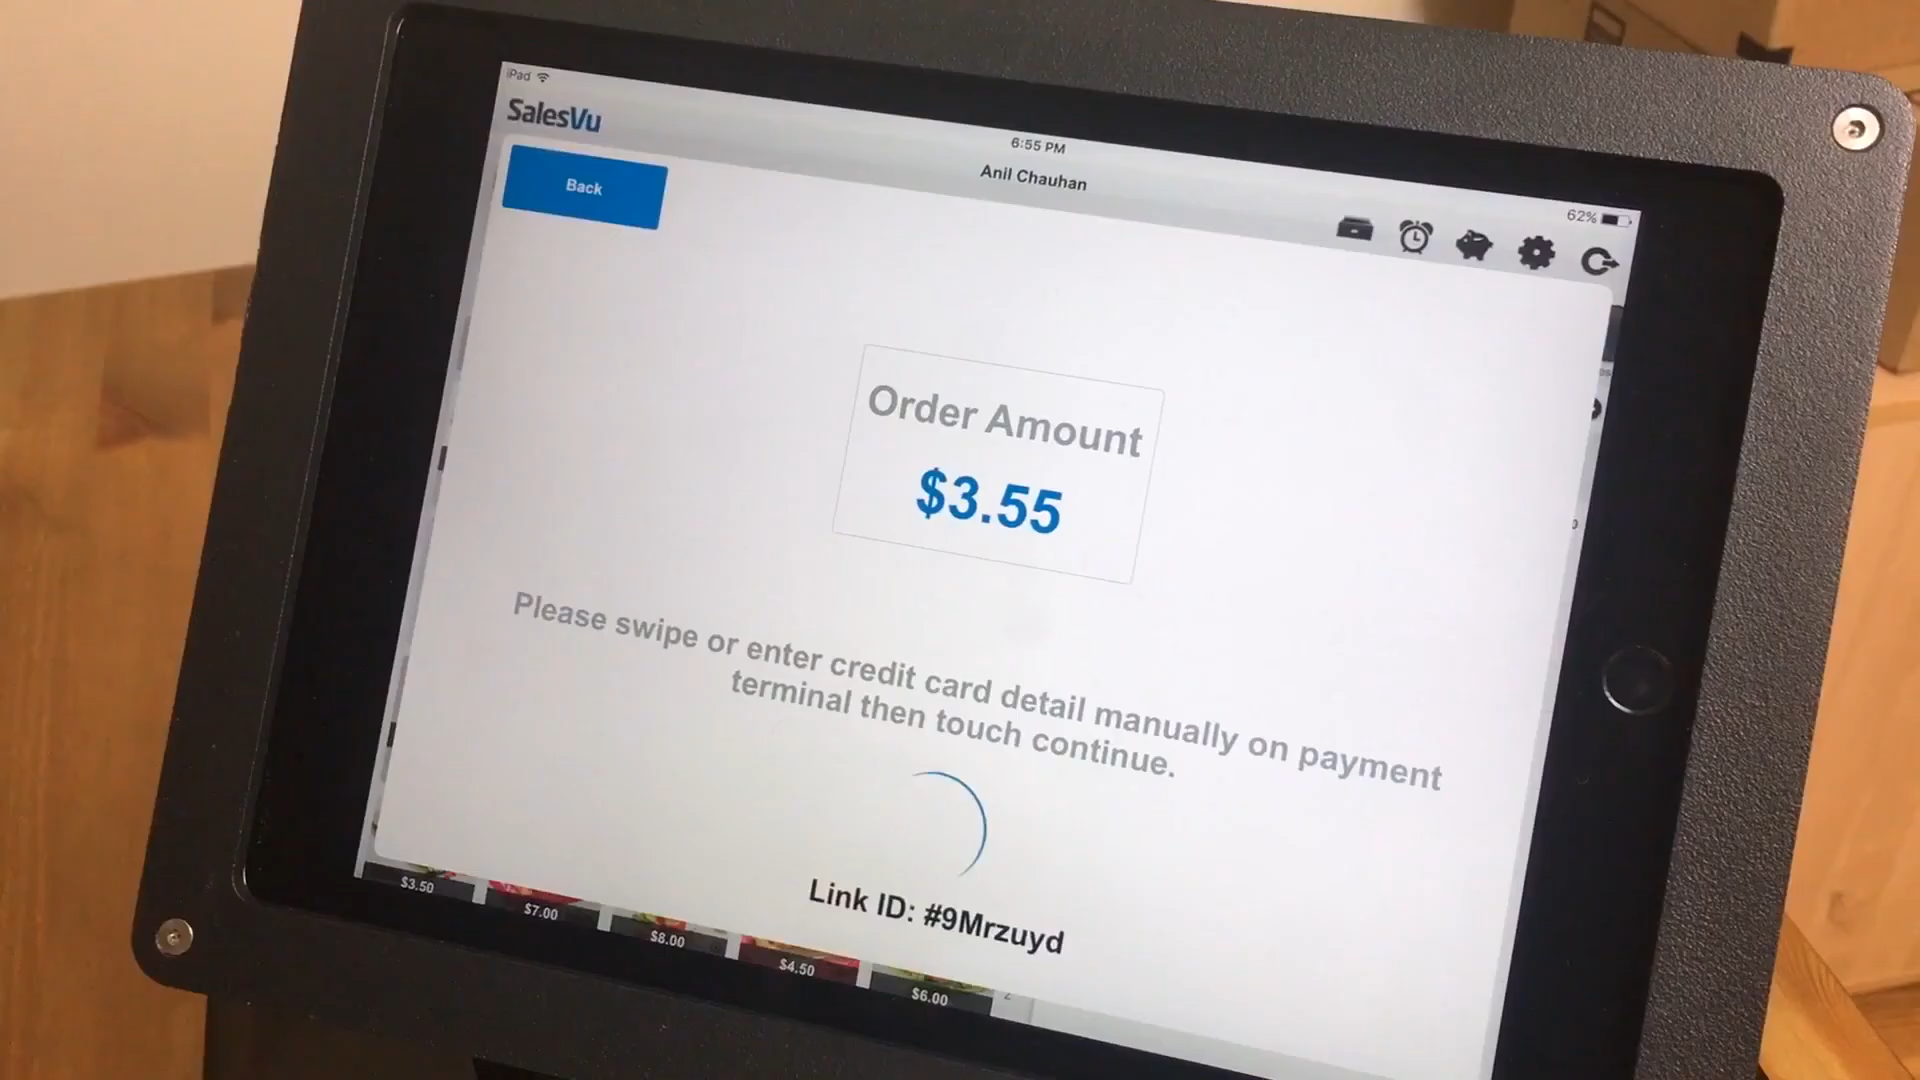 iPad
SalesVu
6:55 PM
Anil Chauhan
62%
Back
Order Amount
$3.55
Please swipe or enter credit card detail manually on payment
terminal then touch continue.
Link ID: #9Mrzuyd
$3.50
$7.00
$8.00
$4.50
$6.00